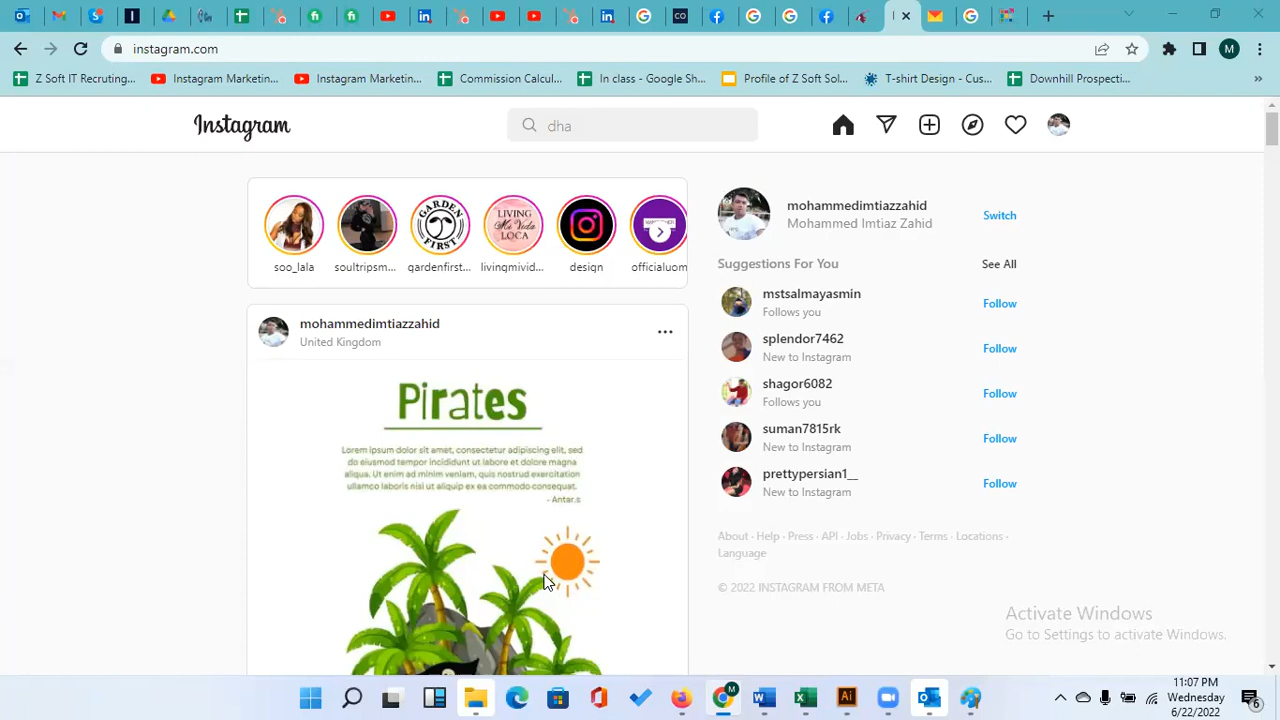 instagram.com
Z Soft IT Recruting...
Instagram Marketin...
Instagram Marketin...
Commission Calcul...
In class - Google Sh...
Profile of Z Soft Sol...
T-shirt Design - Cus...
Downhill Prospecti...
»
Instagram
dha
GARDEN FIRST
LIVING Mi Vida LOCA
soo_lala
soultripsm...
gardenfirst...
livingmivid...
design
officialuom
mohammedimtiazzahid
Mohammed Imtiaz Zahid
Switch
Suggestions For You
See All
mstsalmayasmin
Follows you
Follow
splendor7462
New to Instagram
Follow
shagor6082
Follows you
Follow
suman7815rk
New to Instagram
Follow
prettypersian1__
New to Instagram
Follow
About · Help · Press · API · Jobs · Privacy · Terms · Locations ·
Language
© 2022 INSTAGRAM FROM META
mohammedimtiazzahid
United Kingdom
Pirates
Lorem ipsum dolor sit amet, consectetur adipiscing elit, sed
do eiusmod tempor incididunt ut labore et dolore magna
aliqua. Ut enim ad minim veniam, quis nostrud exercitation
ullamco laboris nisi ut aliquip ex ea commodo consequat.
- Antar.s
Activate Windows
Go to Settings to activate Windows.
11:07 PM
Wednesday
6/22/2022
6